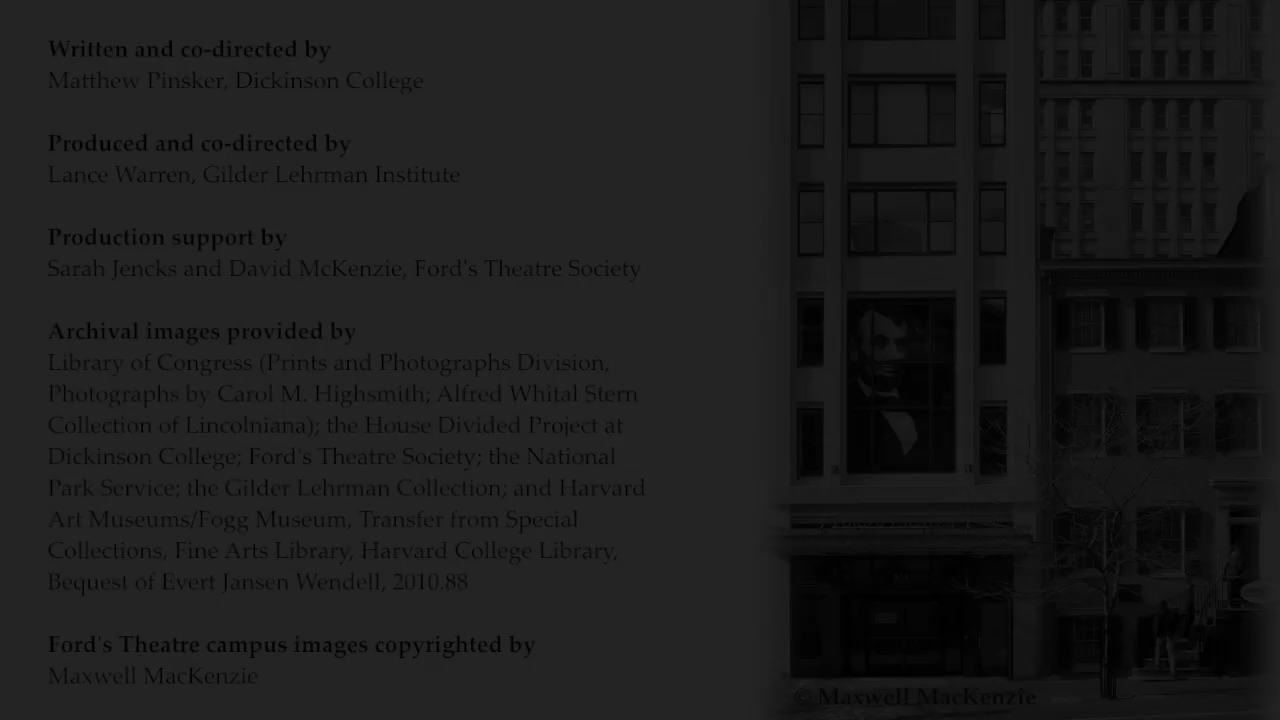 Written and co-directed by
Matthew Pinsker, Dickinson College
Produced and co-directed by
Lance Warren, Gilder Lehrman Institute
Production support by
Sarah Jencks and David McKenzie, Ford's Theatre Society
Archival images provided by
Library of Congress (Prints and Photographs Division,
Photographs by Carol M. Highsmith; Alfred Whital Stern
Collection of Lincolniana); the House Divided Project at
Dickinson College; Ford's Theatre Society; the National
Park Service; the Gilder Lehrman Collection; and Harvard
Art Museums/Fogg Museum, Transfer from Special
Collections, Fine Arts Library, Harvard College Library,
Bequest of Evert Jansen Wendell, 2010.88
Ford's Theatre campus images copyrighted by
Maxwell MacKenzie
© Maxwell MacKenzie